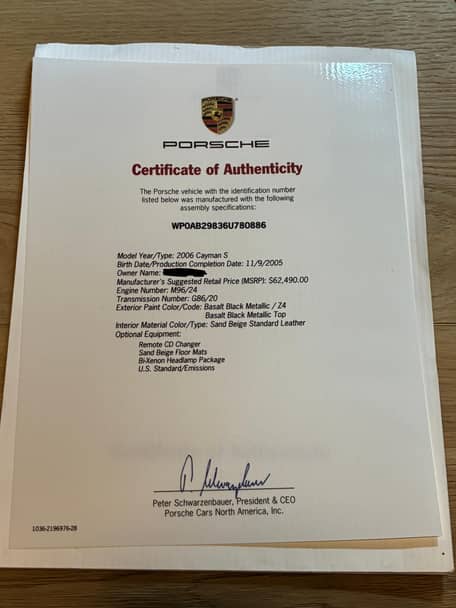 PORSCHE
Certificate of Authenticity
The Porsche vehicle with the identification number
listed below was manufactured with the following
assembly specifications:
WP0AB29836U780886
Model Year/Type: 2006 Cayman S
Birth Date/Production Completion Date: 11/9/2005
Owner Name:
Manufacturer's Suggested Retail Price (MSRP): $62,490.00
Engine Number: M96/24
Transmission Number: G86/20
Exterior Paint Color/Code: Basalt Black Metallic / Z4
Basalt Black Metallic Top
Interior Material Color/Type: Sand Beige Standard Leather
Optional Equipment:
Remote CD Changer
Sand Beige Floor Mats
Bi-Xenon Headlamp Package
U.S. Standard/Emissions
Peter Schwarzenbauer, President & CEO
Porsche Cars North America, Inc.
1036-2196976-28